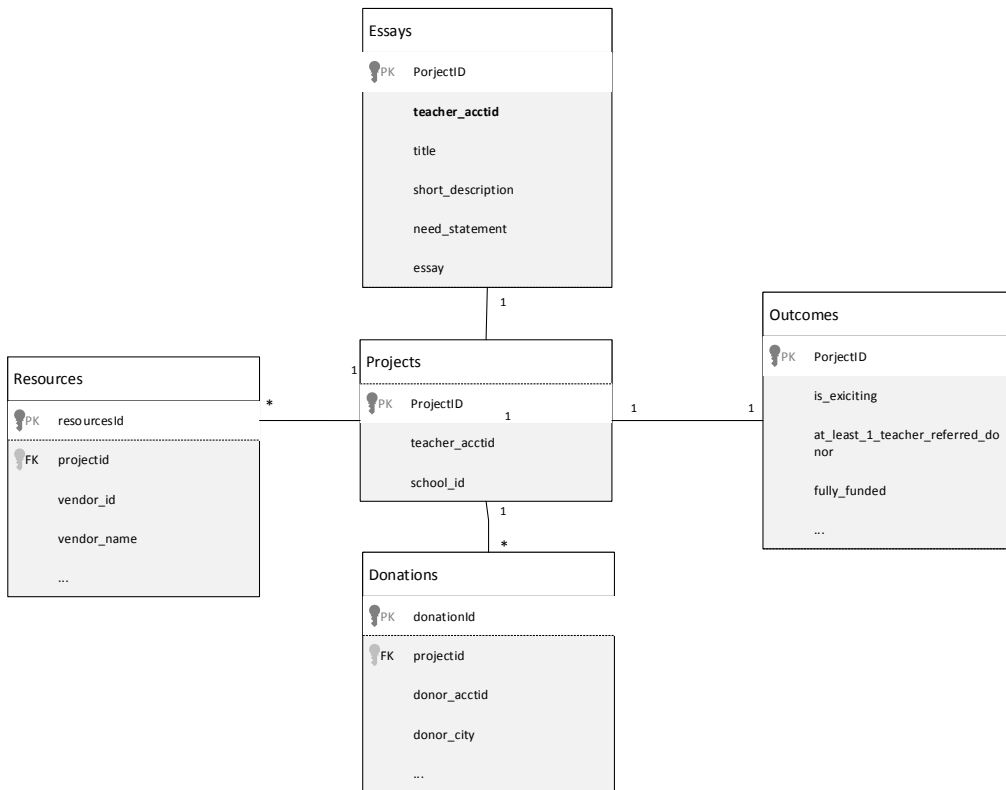 Essays
PK PorjectID
teacher_acctid
title
short_description
need_statement
essay
1
Outcomes
PK PorjectID
is_exiciting
at_least_1_teacher_referred_do
nor
fully_funded
...
Resources
PK resourcesId
FK projectid
vendor_id
vendor_name
...
*
1
Projects
PK ProjectID
1
teacher_acctid
school_id
1
1
1
*
Donations
PK donationId
FK projectid
donor_acctid
donor_city
...